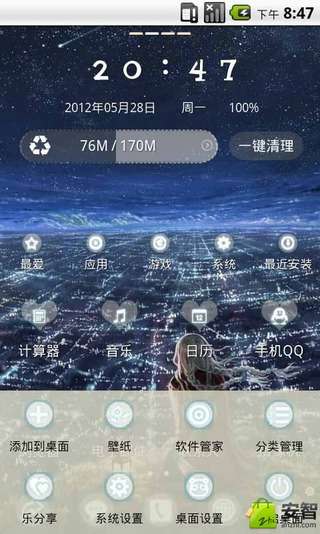 下午 8:47
20:47
2012年05月28日 周一 100%
76M / 170M 一键清理
最爱 应用 游戏 系统 最近安装
计算器 音乐 日历 手机QQ
添加到桌面 壁纸 软件管家 分类管理
乐分享 系统设置 桌面设置 桌面
安智
anzhi.com